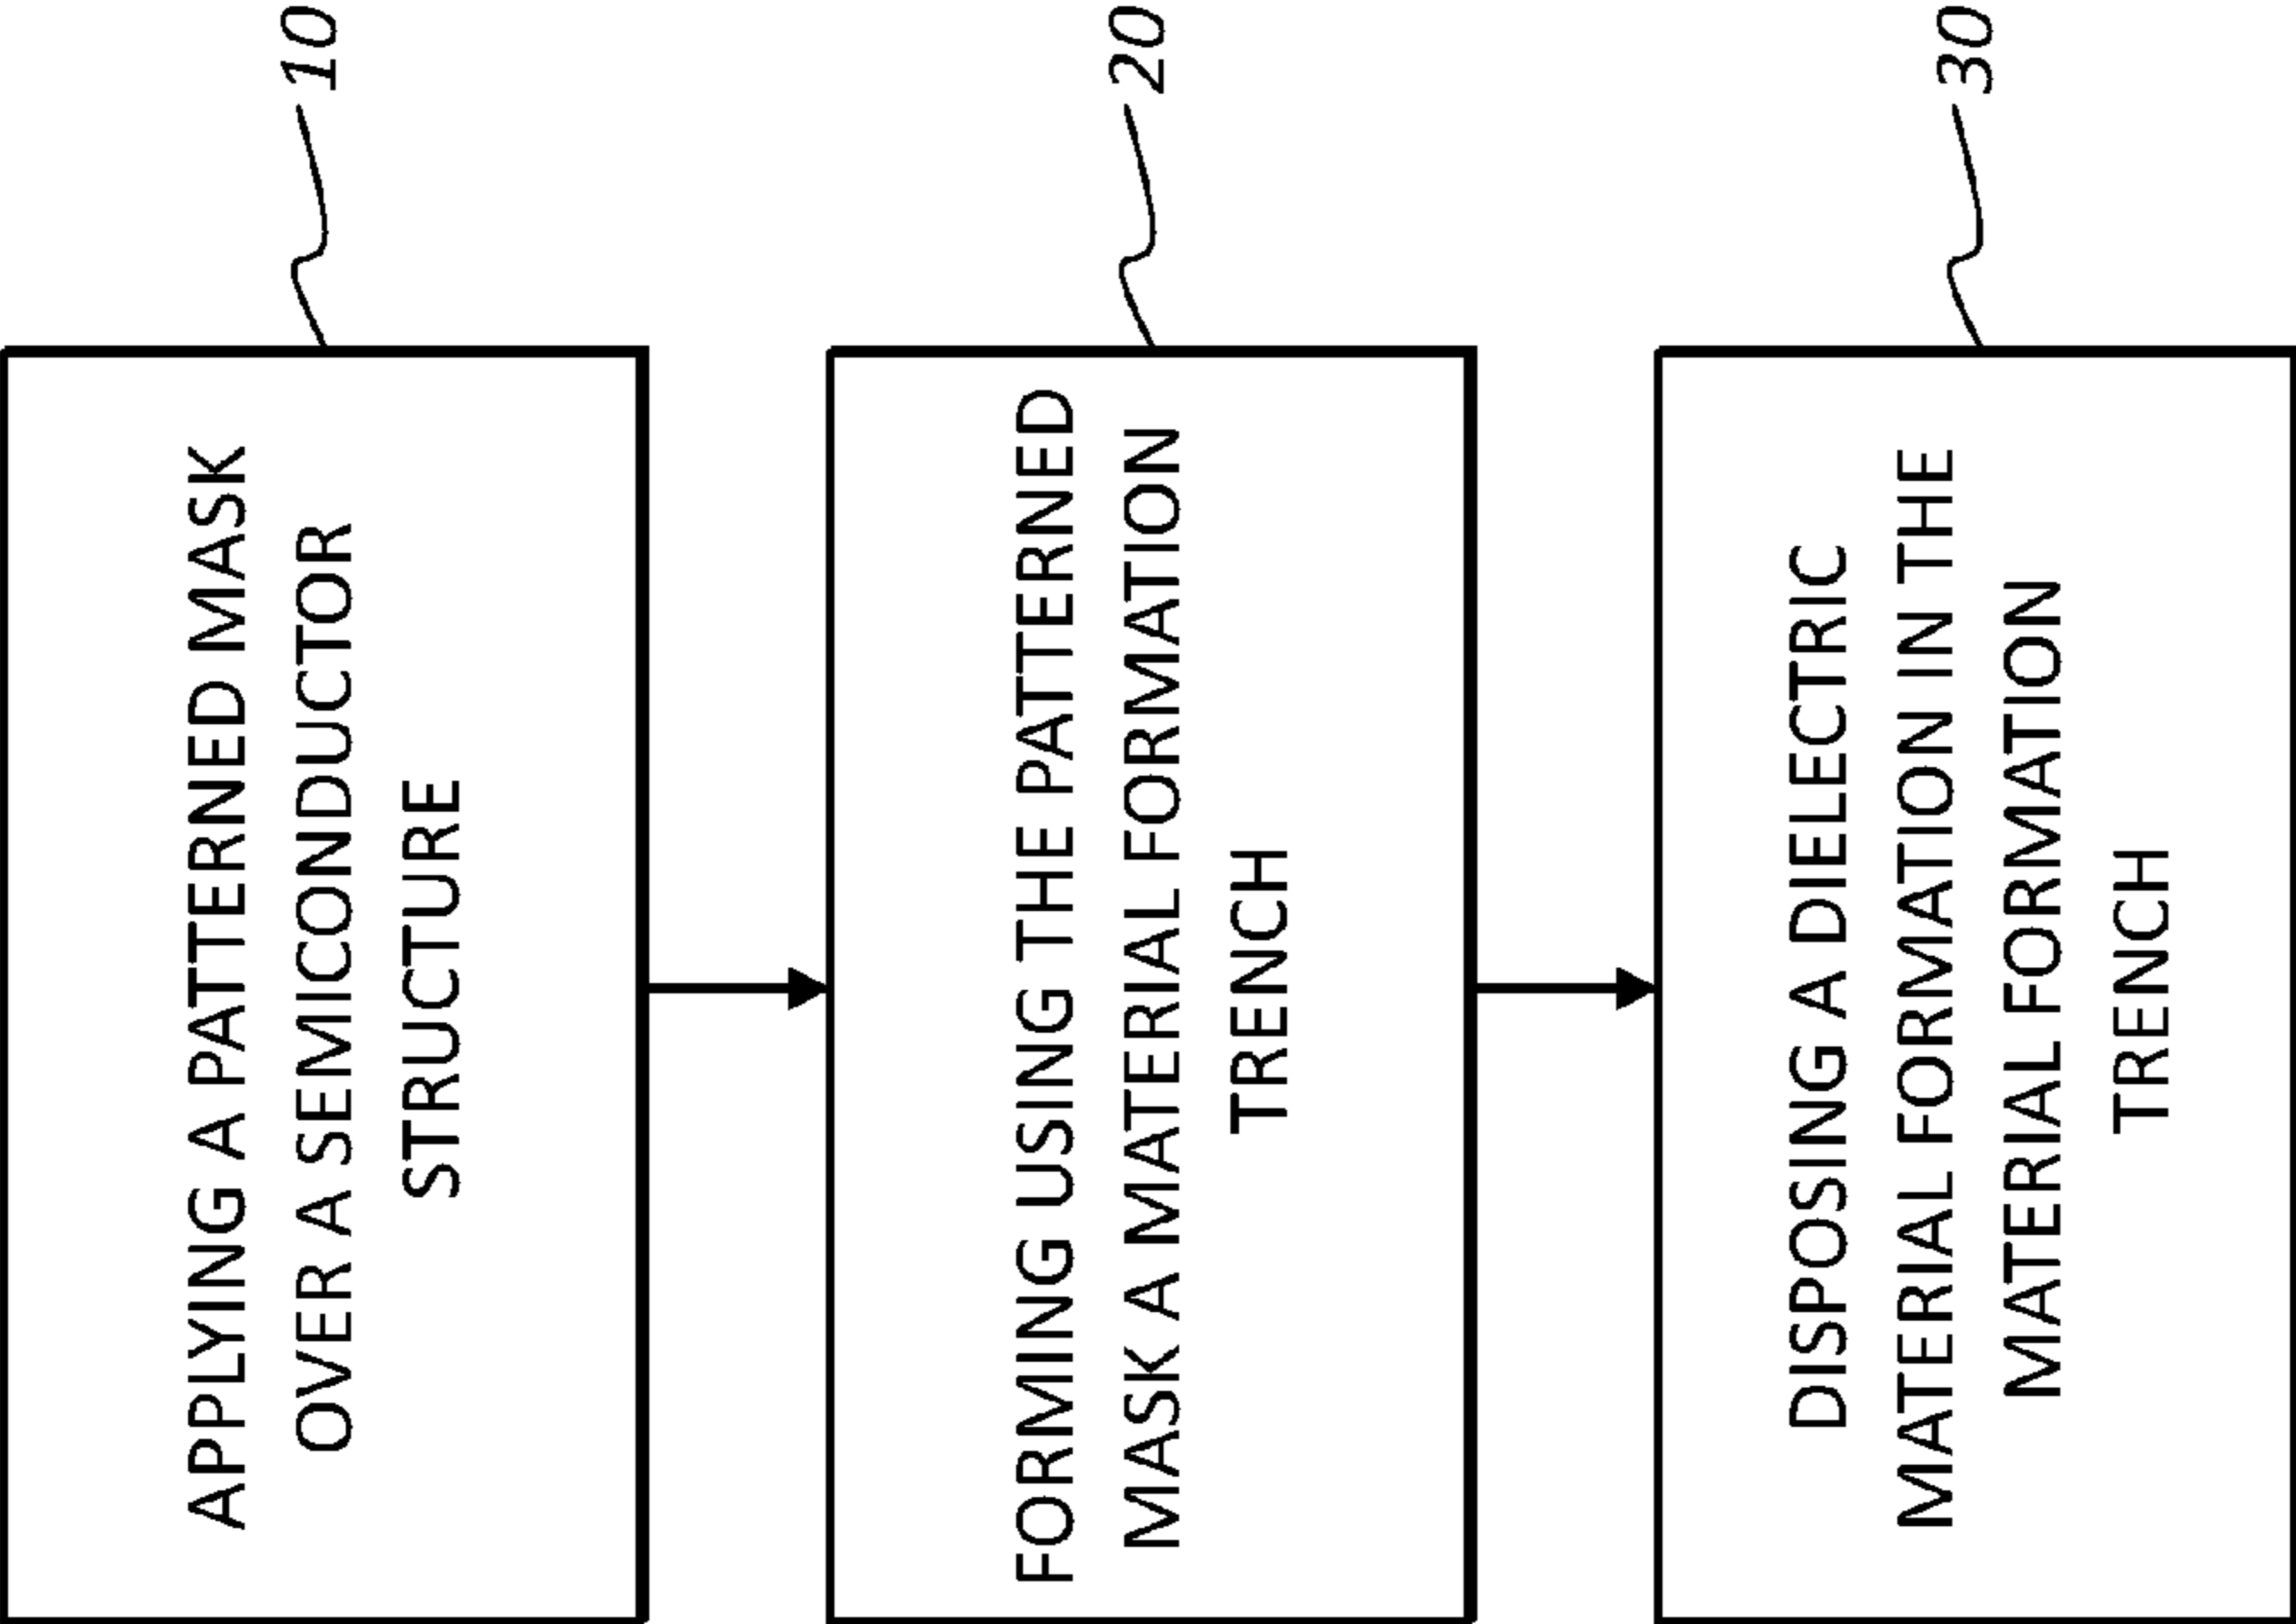 APPLYING A PATTERNED MASK
OVER A SEMICONDUCTOR
STRUCTURE
10
FORMING USING THE PATTERNED
MASK A MATERIAL FORMATION
TRENCH
20
DISPOSING A DIELECTRIC
MATERIAL FORMATION IN THE
MATERIAL FORMATION
TRENCH
30